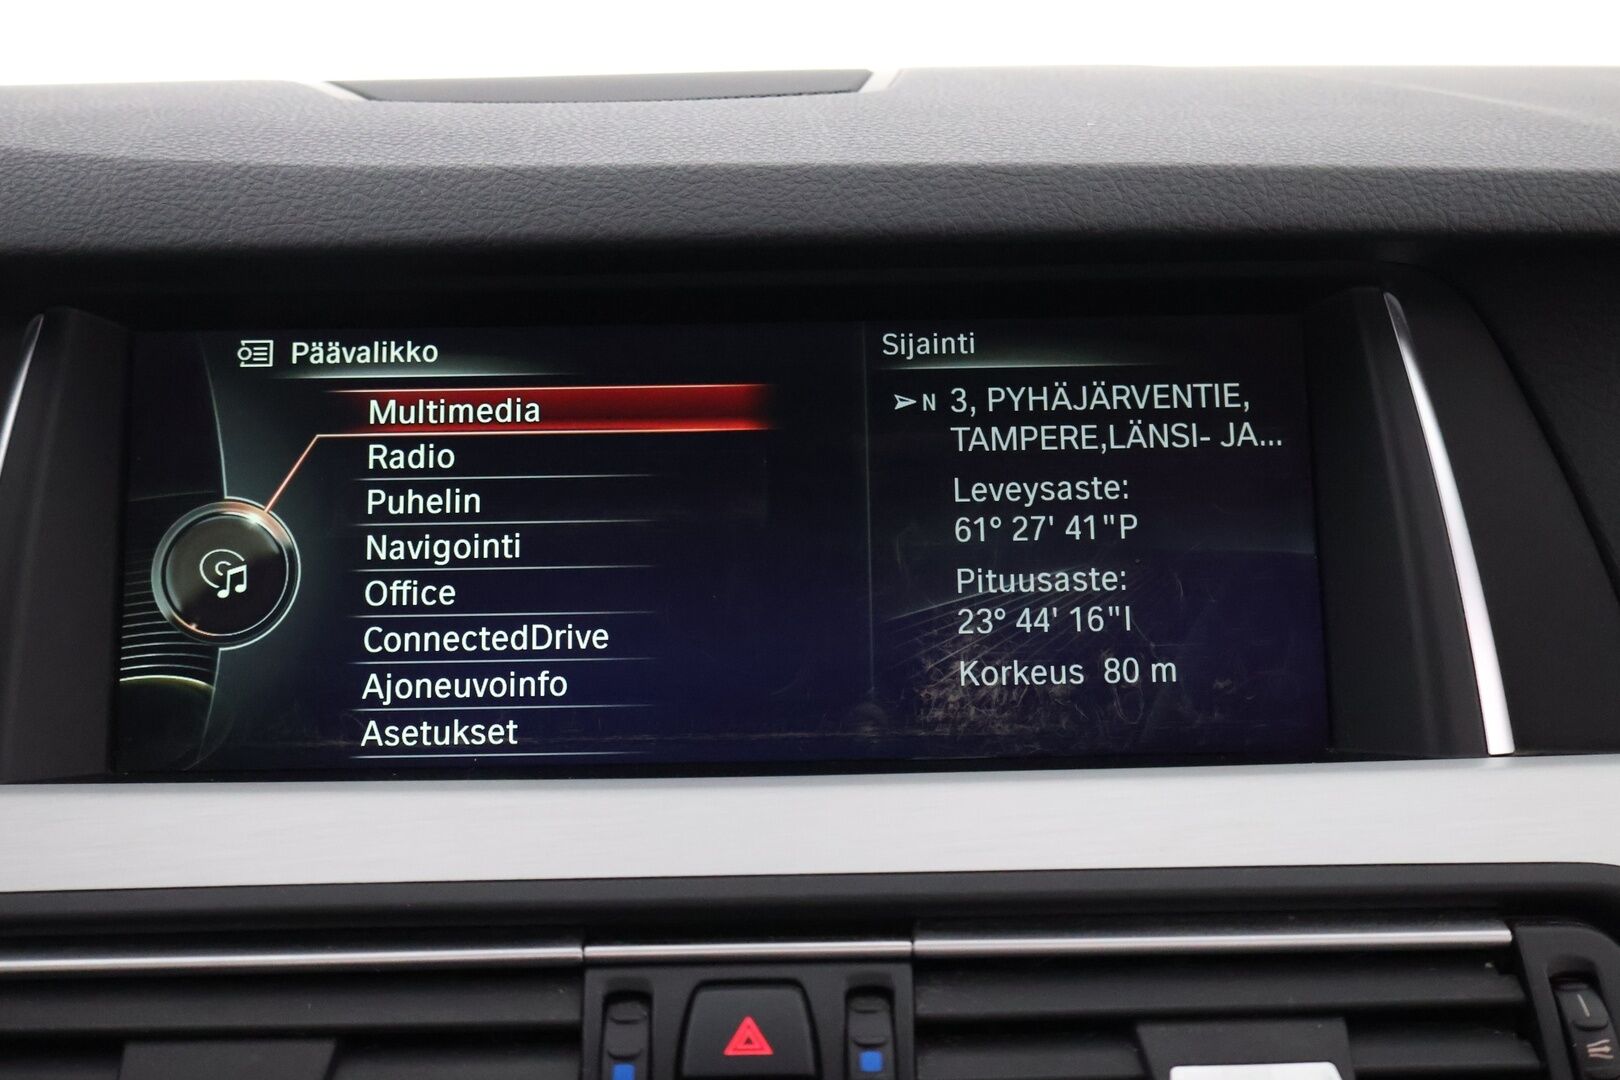 Päävalikko
Multimedia
Radio
Puhelin
Navigointi
Office
ConnectedDrive
Ajoneuvoinfo
Asetukset
Sijainti
N 3, PYHÄJÄRVENTIE,
TAMPERE,LÄNSI- JA...
Leveysaste:
61° 27' 41"P
Pituusaste:
23° 44' 16"I
Korkeus 80 m